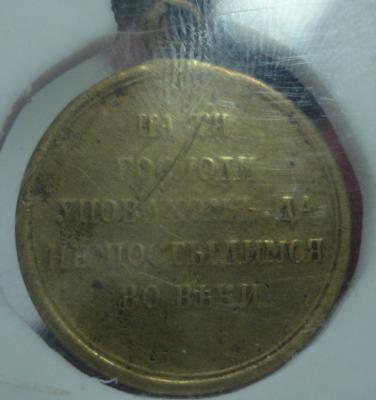 НА ТЯ
ГОСПОДИ
УПОВАХОМЪ, ДА
НЕ ПОСТЫДИМСЯ
ВО ВѢКИ